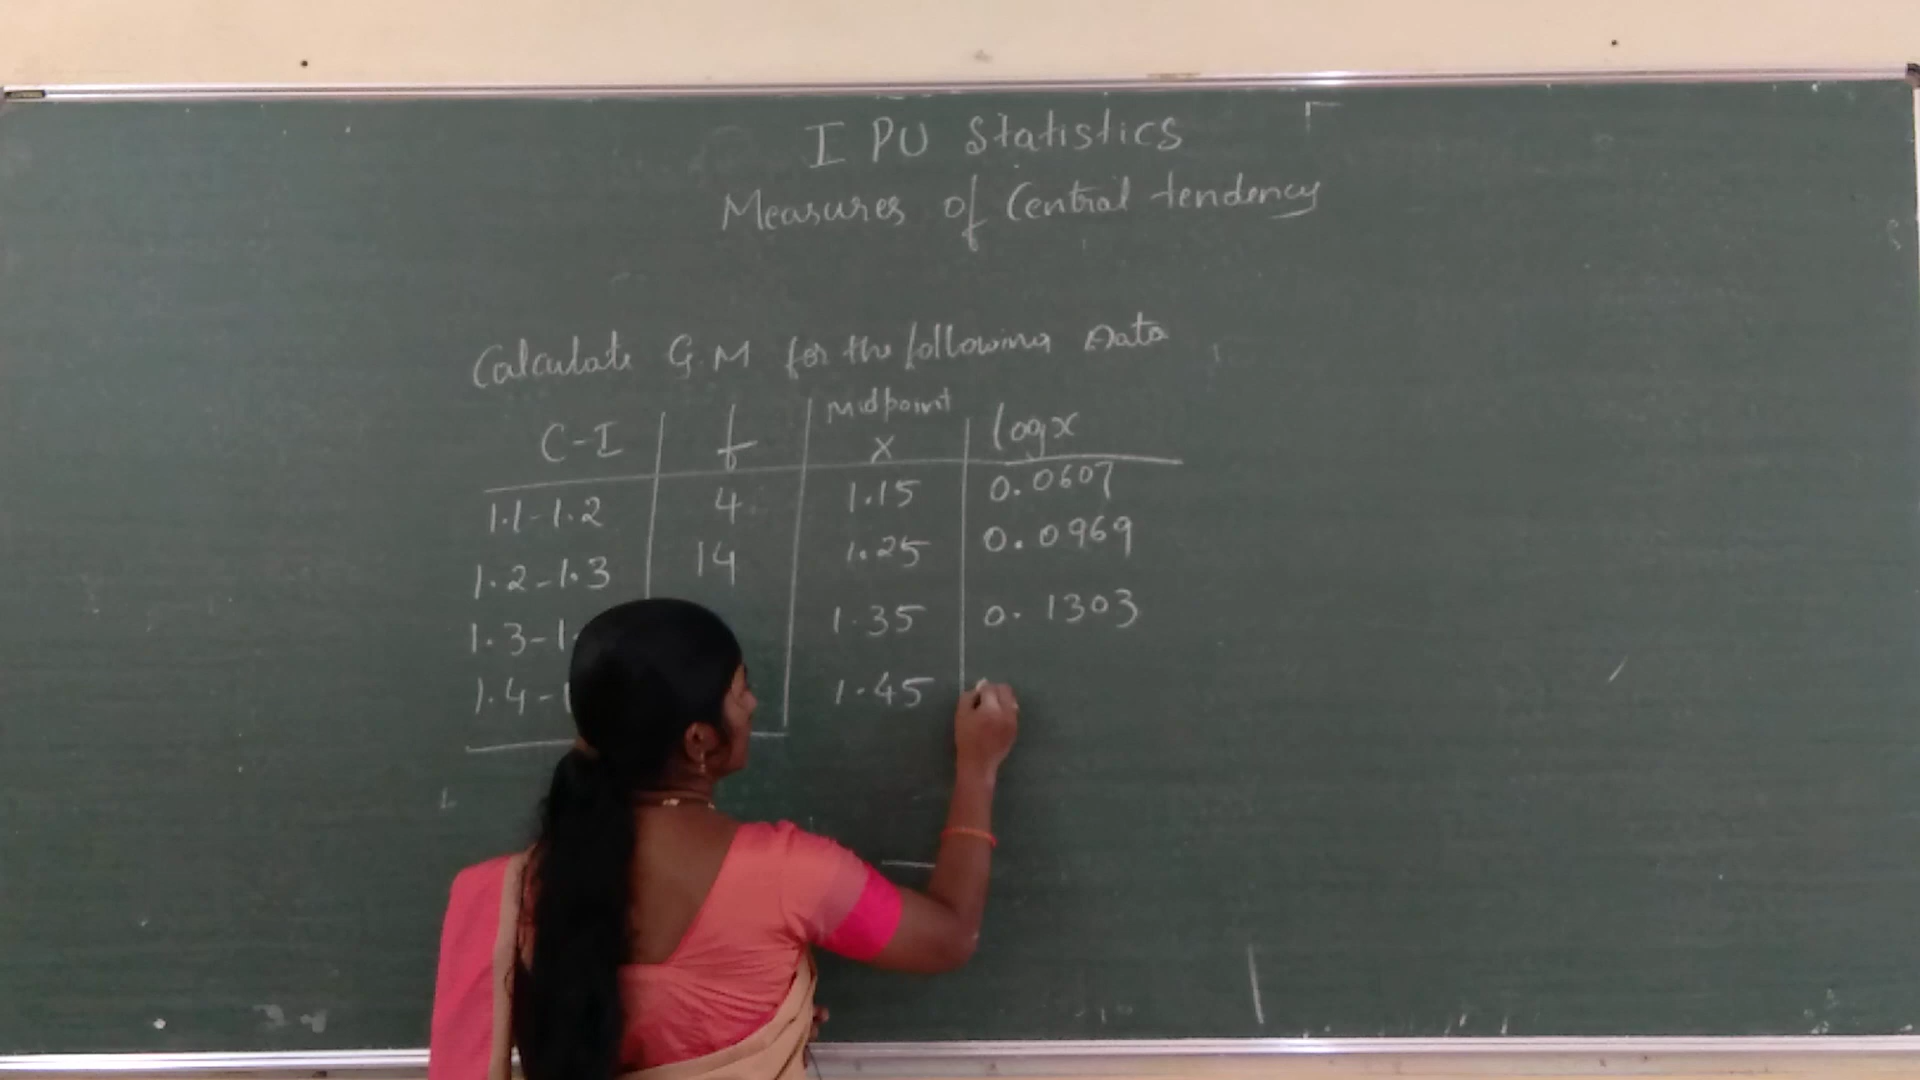 I PU Statistics
Measures of Central tendency
Calculate G.M for the following Data
C-I f Midpoint X log x
1.1-1.2 4 1.15 0.0607
1.2-1.3 14 1.25 0.0969
1.3-1. 1.35 0.1303
1.4-1 1.45